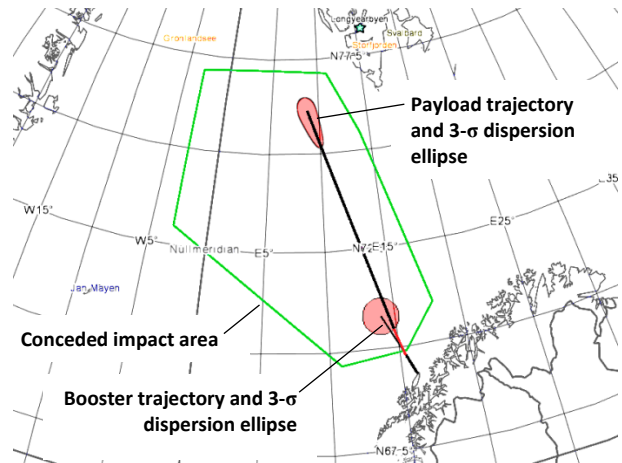 Longyearbyen
Svalbard
Grönlandsee
Storfjorden
N77.5°
Payload trajectory
and 3-σ dispersion
ellipse
E35°
W15°
E25°
W5°
Nullmeridian
E5°
N72.5°
E15°
Jan Mayen
Conceded impact area
Booster trajectory and 3-σ
dispersion ellipse
N67.5°